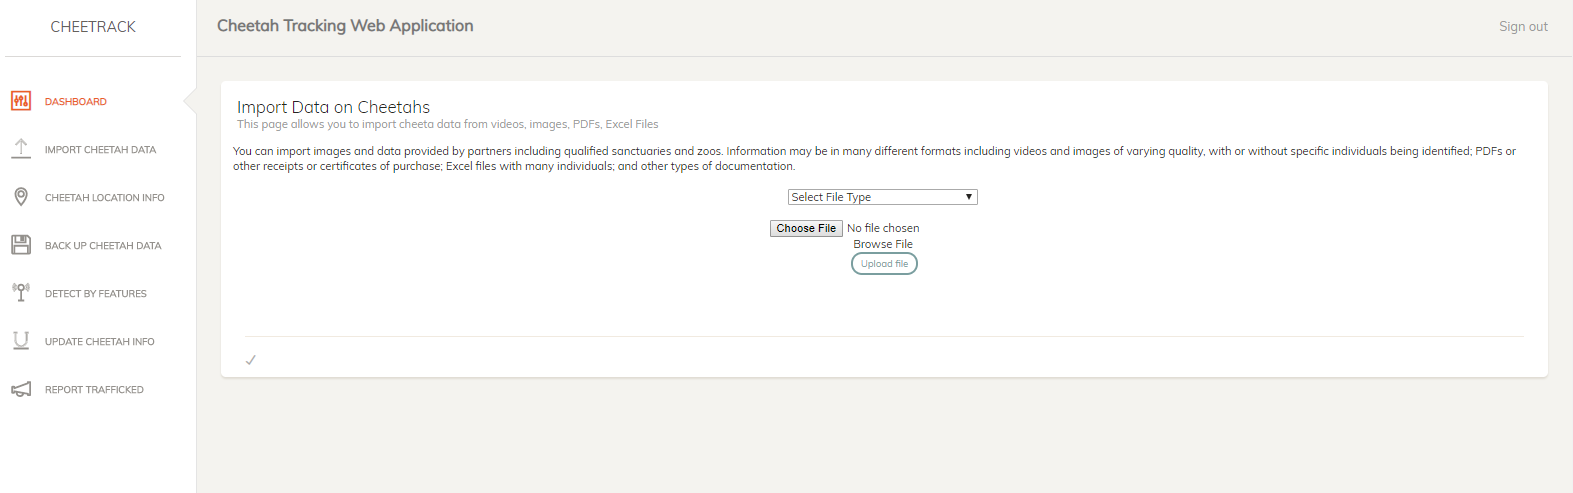 CHEETRACK
Cheetah Tracking Web Application
Sign out
DASHBOARD
IMPORT CHEETAH DATA
CHEETAH LOCATION INFO
BACK UP CHEETAH DATA
DETECT BY FEATURES
UPDATE CHEETAH INFO
REPORT TRAFFICKED
Import Data on Cheetahs
This page allows you to import cheeta data from videos, images, PDFs, Excel Files
You can import images and data provided by partners including qualified sanctuaries and zoos. Information may be in many different formats including videos and images of varying quality, with or without specific individuals being identified; PDFs or
other receipts or certificates of purchase; Excel files with many individuals; and other types of documentation.
Select File Type
Choose File No file chosen
Browse File
Upload file